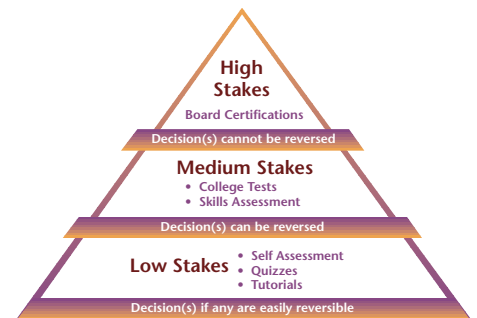 High
Stakes
Board Certifications
Decision(s) cannot be reversed
Medium Stakes
• College Tests
• Skills Assessment
Decision(s) can be reversed
Low Stakes
• Self Assessment
• Quizzes
• Tutorials
Decision(s) if any are easily reversible